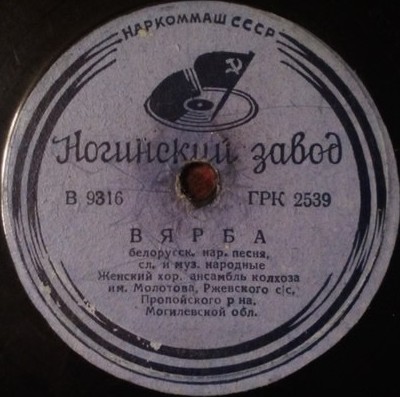 НАРКОММАШ СССР
Ногинский завод
В 9316 ГРК 2539
ВЯРБА
белорусск. нар. песня,
сл. и муз. народные
Женский хор. ансамбль колхоза
им. Молотова, Ржевского с/с,
Пропойского р на,
Могилевской обл.